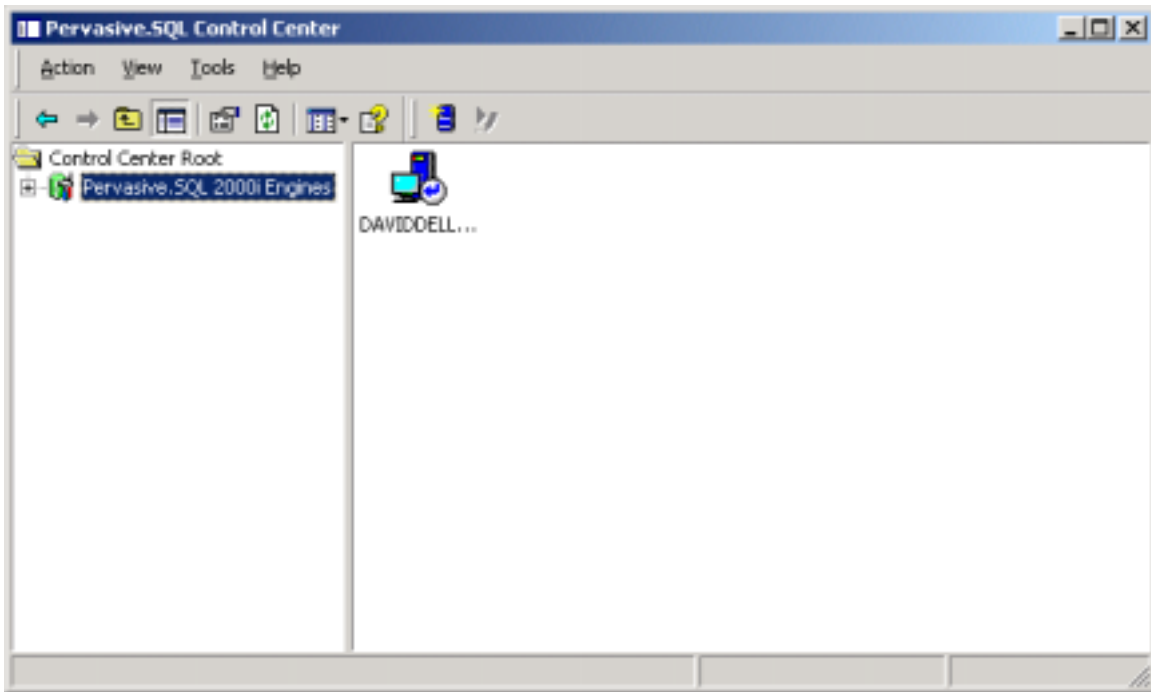 Pervasive.SQL Control Center
Action View Tools Help
Control Center Root
Pervasive.SQL 2000i Engines
DAVIDDELL...